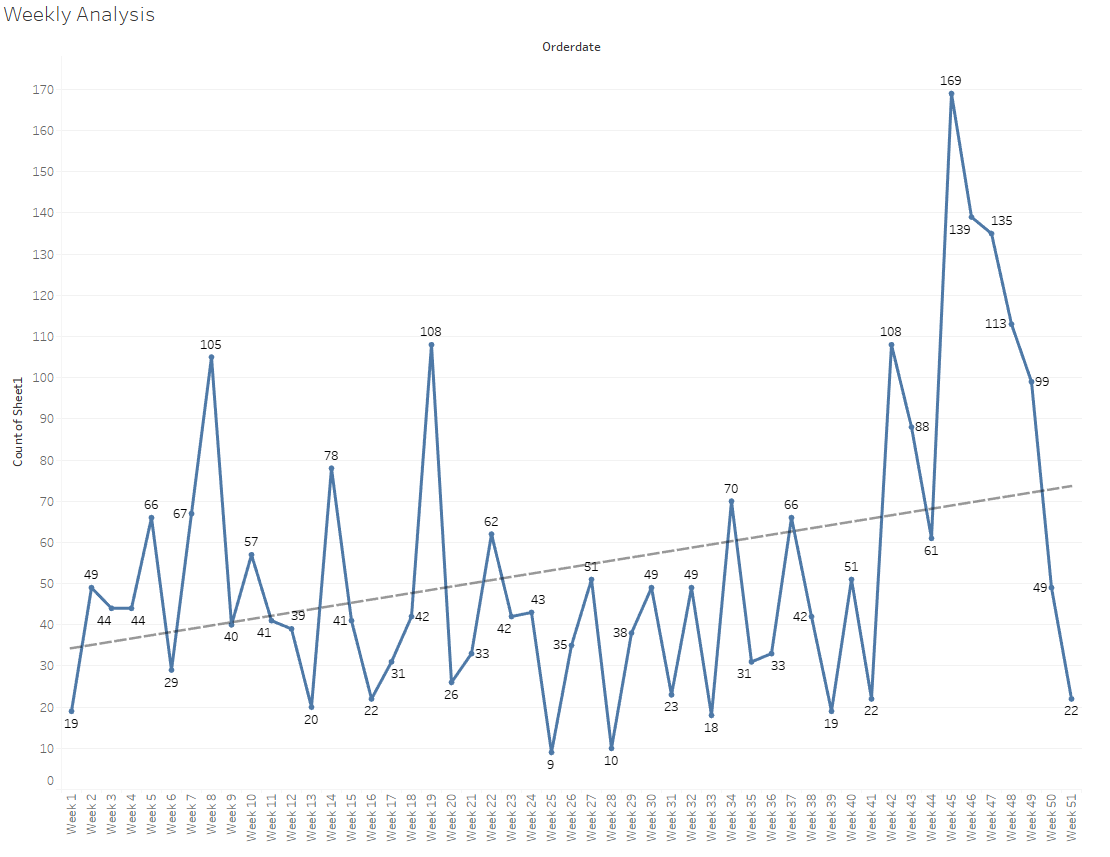 Weekly Analysis
Orderdate
Count of Sheet1
170
160
150
140
130
120
110
100
90
80
70
60
50
40
30
20
10
0
19
49
44
44
66
29
67
105
40
57
41
39
20
78
41
22
31
42
108
26
33
62
42
43
9
35
51
10
38
49
23
49
18
70
31
33
66
42
19
51
22
108
88
61
169
139
135
113
99
49
22
Week 1
Week 2
Week 3
Week 4
Week 5
Week 6
Week 7
Week 8
Week 9
Week 10
Week 11
Week 12
Week 13
Week 14
Week 15
Week 16
Week 17
Week 18
Week 19
Week 20
Week 21
Week 22
Week 23
Week 24
Week 25
Week 26
Week 27
Week 28
Week 29
Week 30
Week 31
Week 32
Week 33
Week 34
Week 35
Week 36
Week 37
Week 38
Week 39
Week 40
Week 41
Week 42
Week 43
Week 44
Week 45
Week 46
Week 47
Week 48
Week 49
Week 50
Week 51